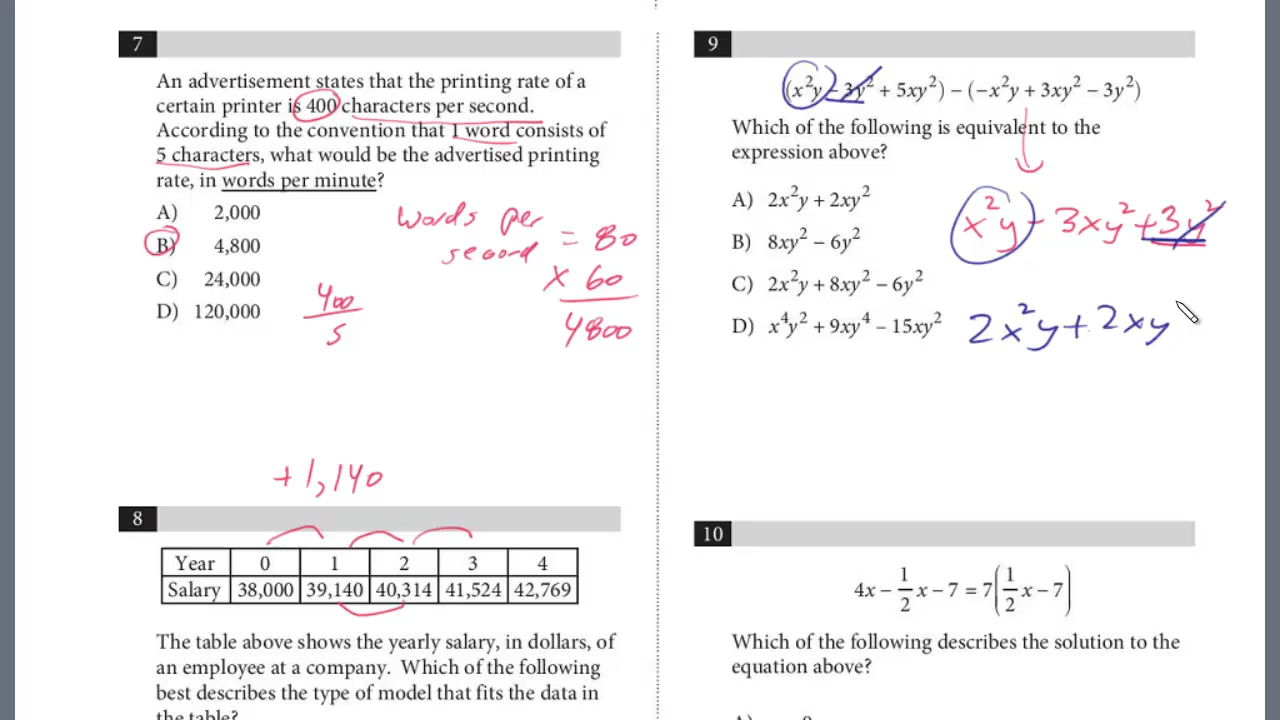 7
An advertisement states that the printing rate of a
certain printer is 400 characters per second.
According to the convention that 1 word consists of
5 characters, what would be the advertised printing
rate, in words per minute?
A) 2,000
B) 4,800
C) 24,000
D) 120,000
words per
second = 80
× 60
4800
400
5
+1,140
8
Year 0 1 2 3 4
Salary 38,000 39,140 40,314 41,524 42,769
The table above shows the yearly salary, in dollars, of
an employee at a company. Which of the following
best describes the type of model that fits the data in
the table?
9
(x²y − 3y² + 5xy²) − (−x²y + 3xy² − 3y²)
Which of the following is equivalent to the
expression above?
A) 2x²y + 2xy²
B) 8xy² − 6y²
C) 2x²y + 8xy² − 6y²
D) x⁴y² + 9xy⁴ − 15xy²
x²y − 3xy² + 3y²
2x²y + 2xy
10
4x − 1/2 x − 7 = 7(1/2 x − 7)
Which of the following describes the solution to the
equation above?